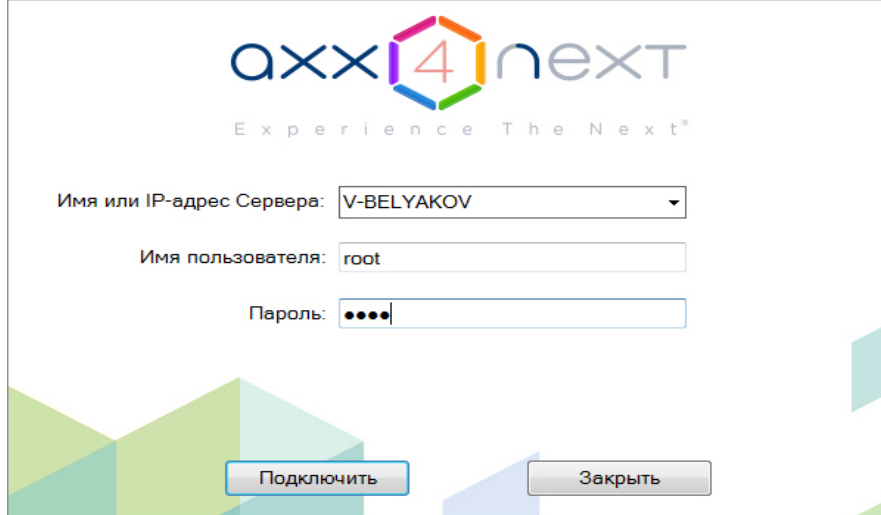 axx4next
Experience The Next®
Имя или IP-адрес Сервера: V-BELYAKOV
Имя пользователя: root
Пароль: ●●●●
Подключить Закрыть